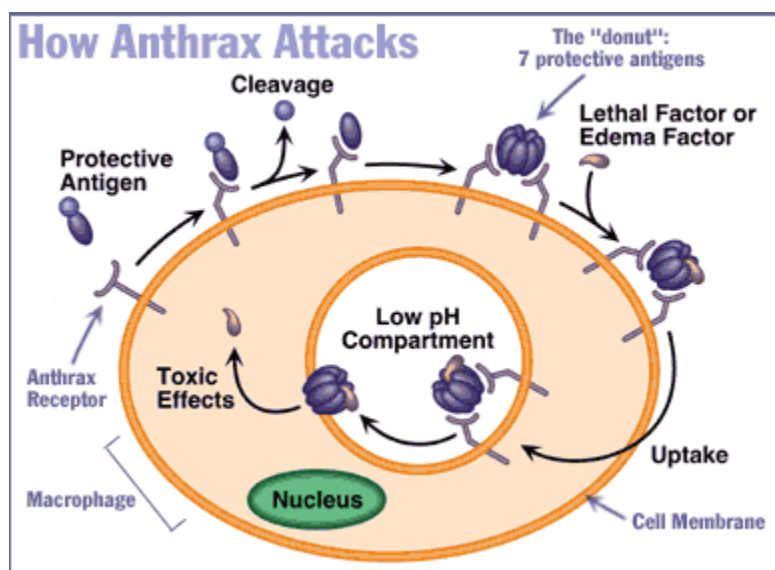 How Anthrax Attacks
The "donut":
7 protective antigens
Cleavage
Lethal Factor or
Edema Factor
Protective
Antigen
Low pH
Compartment
Anthrax
Receptor
Toxic
Effects
Uptake
Macrophage
Nucleus
Cell Membrane